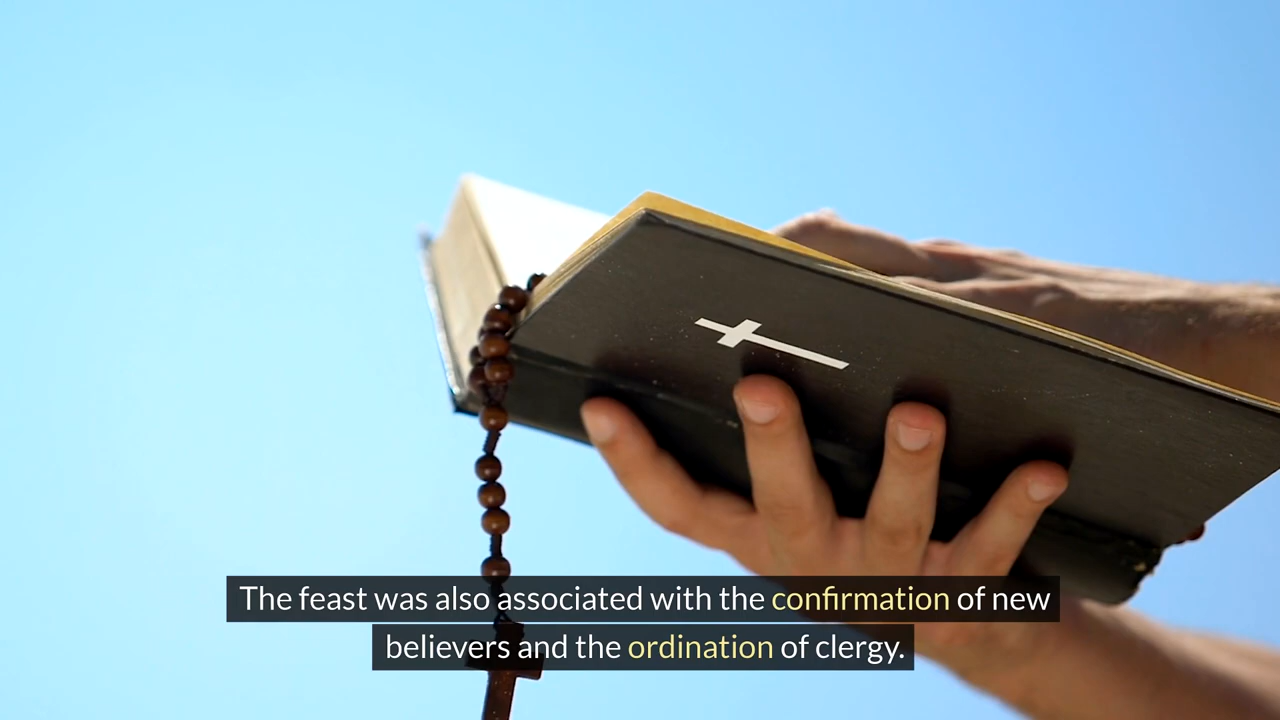 The feast was also associated with the confirmation of new
believers and the ordination of clergy.